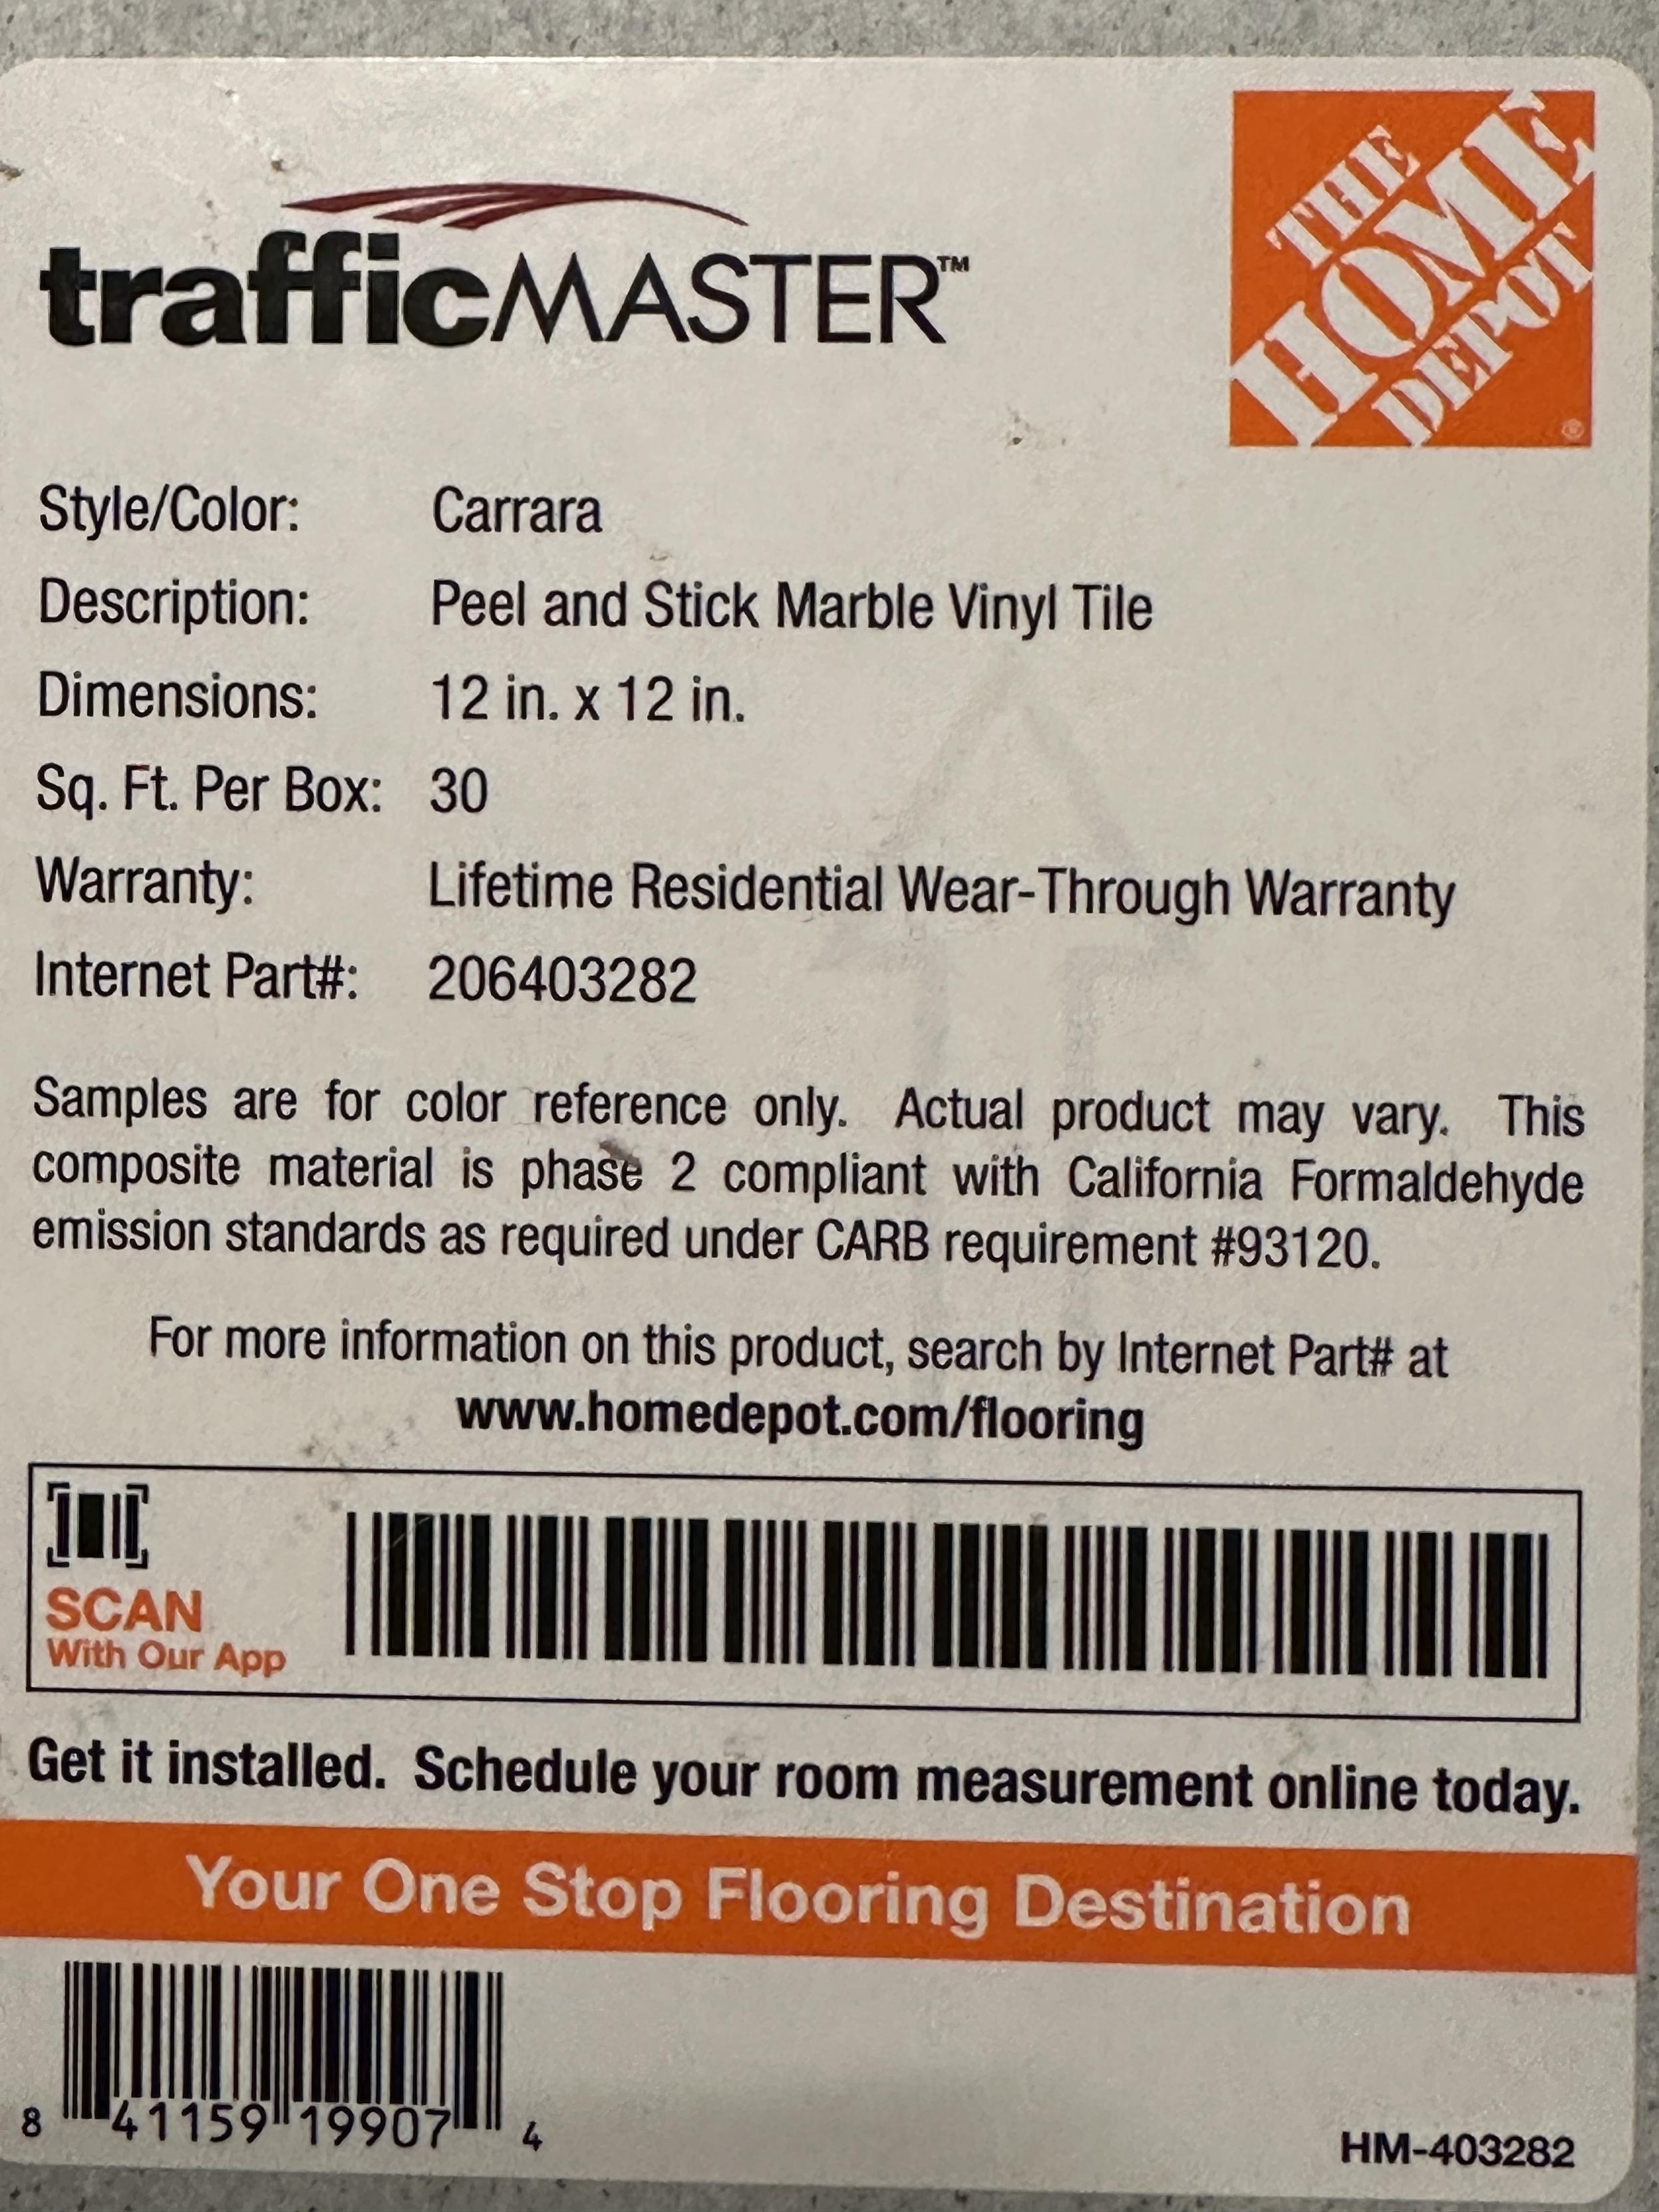 trafficMASTER™
THE
HOME
DEPOT
®
Style/Color: Carrara
Description: Peel and Stick Marble Vinyl Tile
Dimensions: 12 in. x 12 in.
Sq. Ft. Per Box: 30
Warranty: Lifetime Residential Wear-Through Warranty
Internet Part#: 206403282
Samples are for color reference only. Actual product may vary. This
composite material is phase 2 compliant with California Formaldehyde
emission standards as required under CARB requirement #93120.
For more information on this product, search by Internet Part# at
www.homedepot.com/flooring
SCAN
With Our App
Get it installed. Schedule your room measurement online today.
Your One Stop Flooring Destination
8 41159 19907 4
HM-403282